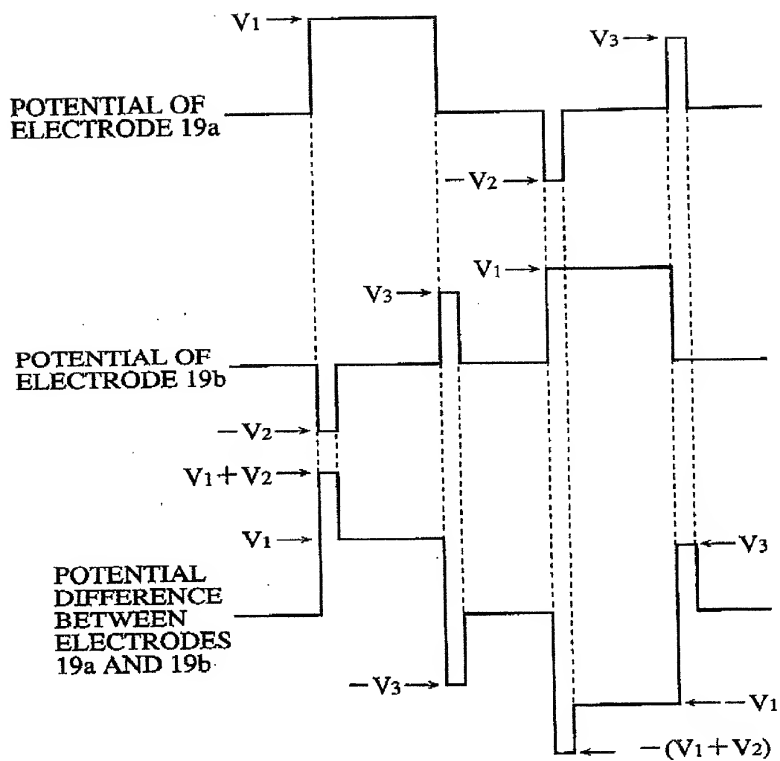 V1
V3
POTENTIAL OF
ELECTRODE 19a
−V2
V1
V3
POTENTIAL OF
ELECTRODE 19b
−V2
V1+V2
V1
V3
POTENTIAL
DIFFERENCE
BETWEEN
ELECTRODES
19a AND 19b
−V3
−V1
−(V1+V2)